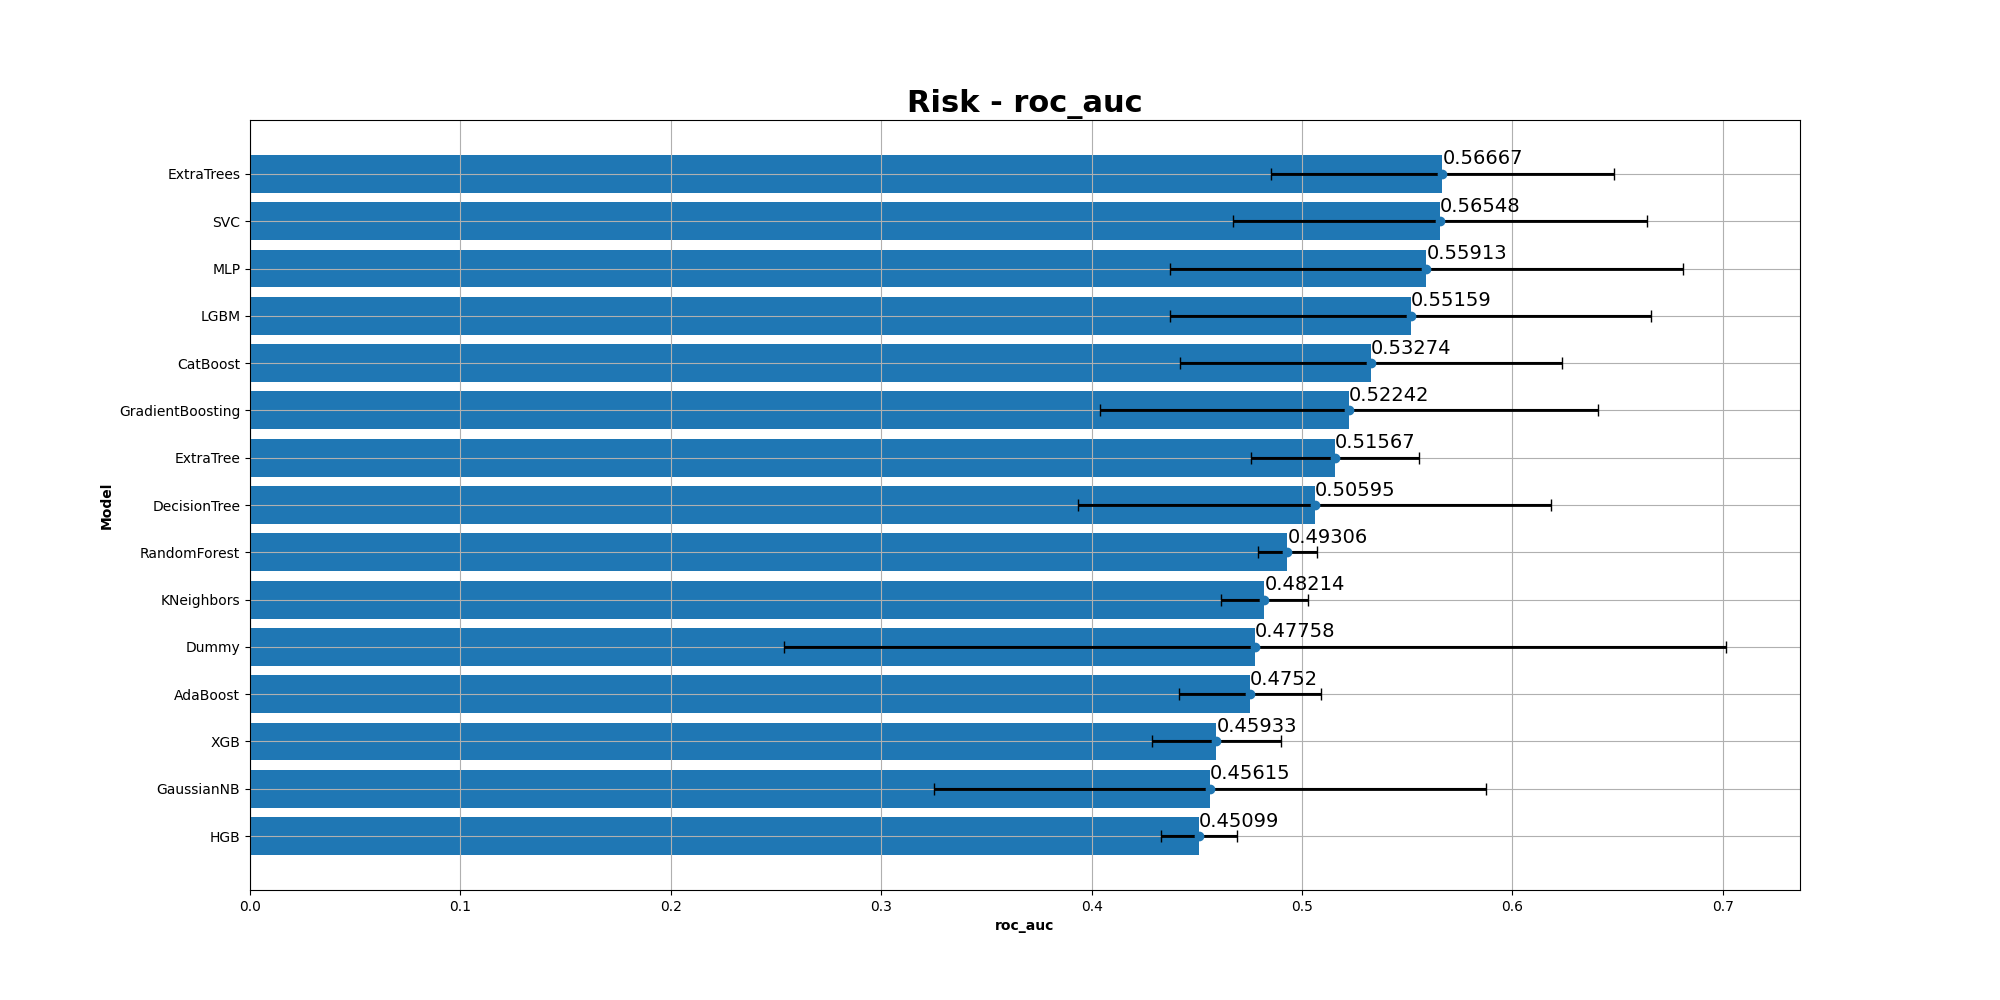 Risk - roc_auc
ExtraTrees 0.56667
SVC 0.56548
MLP 0.55913
LGBM 0.55159
CatBoost 0.53274
GradientBoosting 0.52242
ExtraTree 0.51567
DecisionTree 0.50595
RandomForest 0.49306
KNeighbors 0.48214
Dummy 0.47758
AdaBoost 0.4752
XGB 0.45933
GaussianNB 0.45615
HGB 0.45099
Model
0.0 0.1 0.2 0.3 0.4 0.5 0.6 0.7
roc_auc